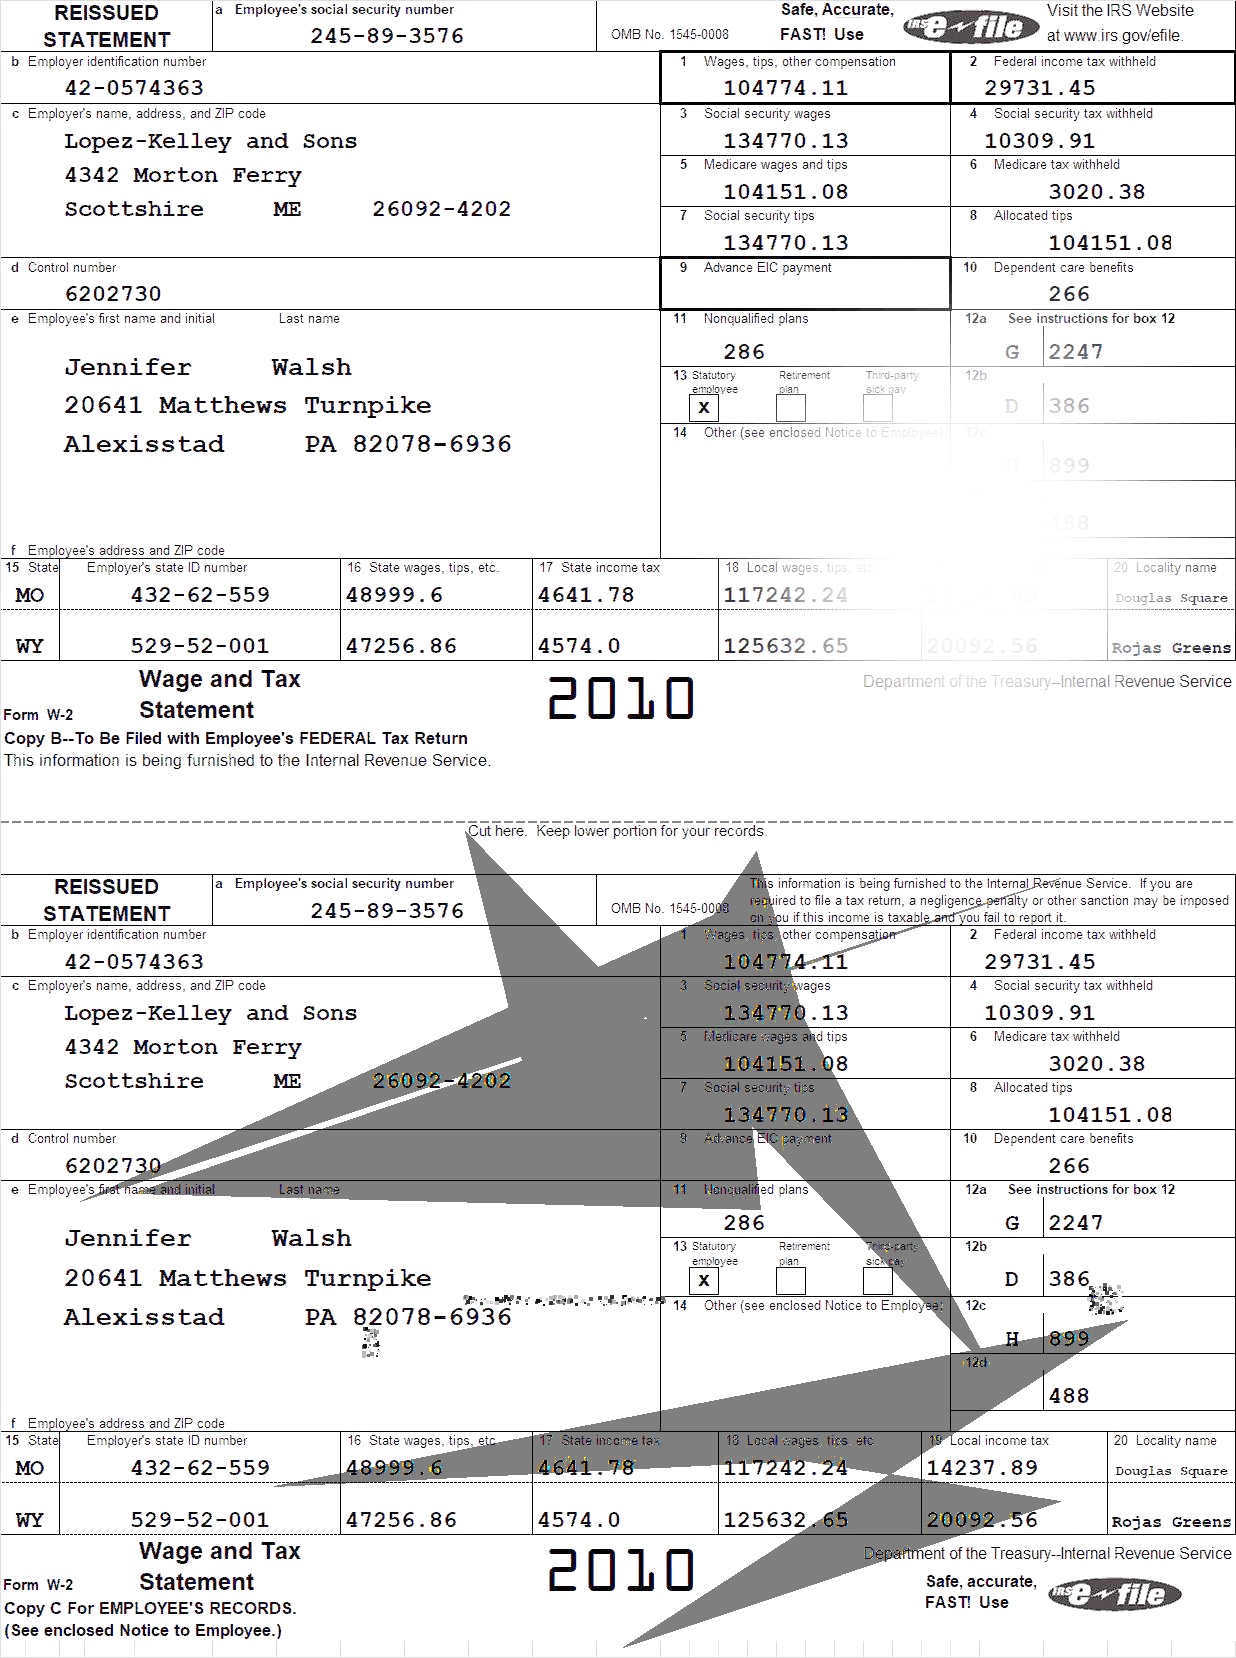 REISSUED STATEMENT
a Employee's social security number
245-89-3576
OMB No. 1545-0008
Safe, Accurate, FAST! Use
IRS e-file
Visit the IRS Website at www.irs.gov/efile.
b Employer identification number
42-0574363
1 Wages, tips, other compensation
104774.11
2 Federal income tax withheld
29731.45
c Employer's name, address, and ZIP code
Lopez-Kelley and Sons
4342 Morton Ferry
Scottshire ME 26092-4202
3 Social security wages
134770.13
4 Social security tax withheld
10309.91
5 Medicare wages and tips
104151.08
6 Medicare tax withheld
3020.38
7 Social security tips
134770.13
8 Allocated tips
104151.08
d Control number
6202730
9 Advance EIC payment
10 Dependent care benefits
266
e Employee's first name and initial Last name
Jennifer Walsh
20641 Matthews Turnpike
Alexisstad PA 82078-6936
11 Nonqualified plans
286
12a See instructions for box 12
G 2247
13 Statutory employee X
Retirement plan
Third-party sick pay
12b
D 386
14 Other (see enclosed Notice to Employee)
12c
899
488
f Employee's address and ZIP code
15 State Employer's state ID number
16 State wages, tips, etc.
17 State income tax
18 Local wages, tips, etc.
20 Locality name
MO 432-62-559 48999.6 4641.78 117242.24 Douglas Square
WY 529-52-001 47256.86 4574.0 125632.65 20092.56 Rojas Greens
Wage and Tax Statement
Form W-2
2010
Department of the Treasury--Internal Revenue Service
Copy B--To Be Filed with Employee's FEDERAL Tax Return
This information is being furnished to the Internal Revenue Service.
Cut here. Keep lower portion for your records.
REISSUED STATEMENT
a Employee's social security number
245-89-3576
OMB No. 1545-0008
This information is being furnished to the Internal Revenue Service. If you are
required to file a tax return, a negligence penalty or other sanction may be imposed
on you if this income is taxable and you fail to report it.
b Employer identification number
42-0574363
1 Wages, tips, other compensation
104774.11
2 Federal income tax withheld
29731.45
c Employer's name, address, and ZIP code
Lopez-Kelley and Sons
4342 Morton Ferry
Scottshire ME 26092-4202
3 Social security wages
134770.13
4 Social security tax withheld
10309.91
5 Medicare wages and tips
104151.08
6 Medicare tax withheld
3020.38
7 Social security tips
134770.13
8 Allocated tips
104151.08
d Control number
6202730
9 Advance EIC payment
10 Dependent care benefits
266
e Employee's first name and initial Last name
Jennifer Walsh
20641 Matthews Turnpike
Alexisstad PA 82078-6936
11 Nonqualified plans
286
12a See instructions for box 12
G 2247
13 Statutory employee X
Retirement plan
Third-party sick pay
12b
D 386
14 Other (see enclosed Notice to Employee)
12c
H 899
12d
488
f Employee's address and ZIP code
15 State Employer's state ID number
16 State wages, tips, etc.
17 State income tax
18 Local wages, tips, etc.
19 Local income tax
20 Locality name
MO 432-62-559 48999.6 4641.78 117242.24 14237.89 Douglas Square
WY 529-52-001 47256.86 4574.0 125632.65 20092.56 Rojas Greens
Wage and Tax Statement
Form W-2
2010
Department of the Treasury--Internal Revenue Service
Safe, accurate, FAST! Use
IRS e-file
Copy C For EMPLOYEE'S RECORDS.
(See enclosed Notice to Employee.)